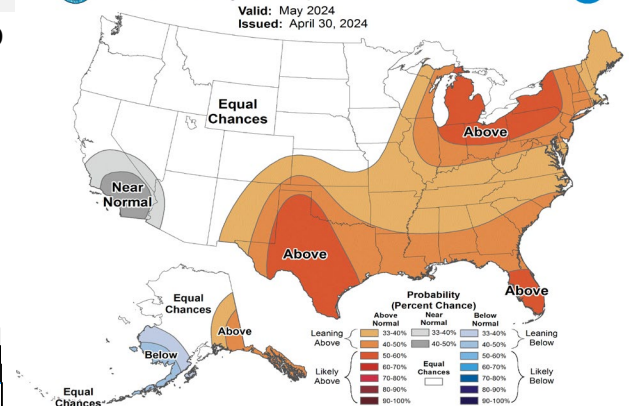 Valid: May 2024
Issued: April 30, 2024
Equal
Chances
Above
Near
Normal
Above
Above
Equal
Chances
Above
Below
Equal
Chances
Probability
(Percent Chance)
Above
Normal
Near
Normal
Below
Normal
Leaning
Above
33-40%
40-50%
33-40%
40-50%
33-40%
40-50%
Leaning
Below
Likely
Above
50-60%
60-70%
70-80%
80-90%
90-100%
Equal
Chances
50-60%
60-70%
70-80%
80-90%
90-100%
Likely
Below